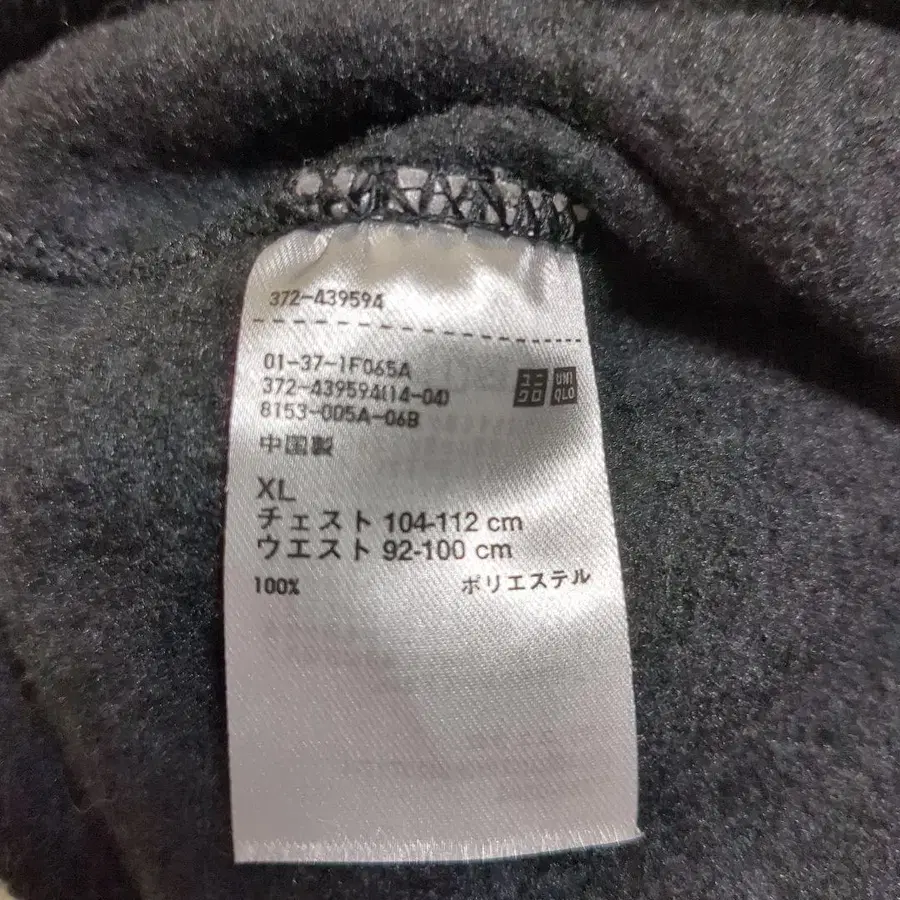 372-439594
01-37-1F065A
372-439594(14-04)
8153-005A-06B
ユニ
クロ
UNI
QLO
中国製
XL
チェスト 104-112 cm
ウエスト 92-100 cm
100% ポリエステル